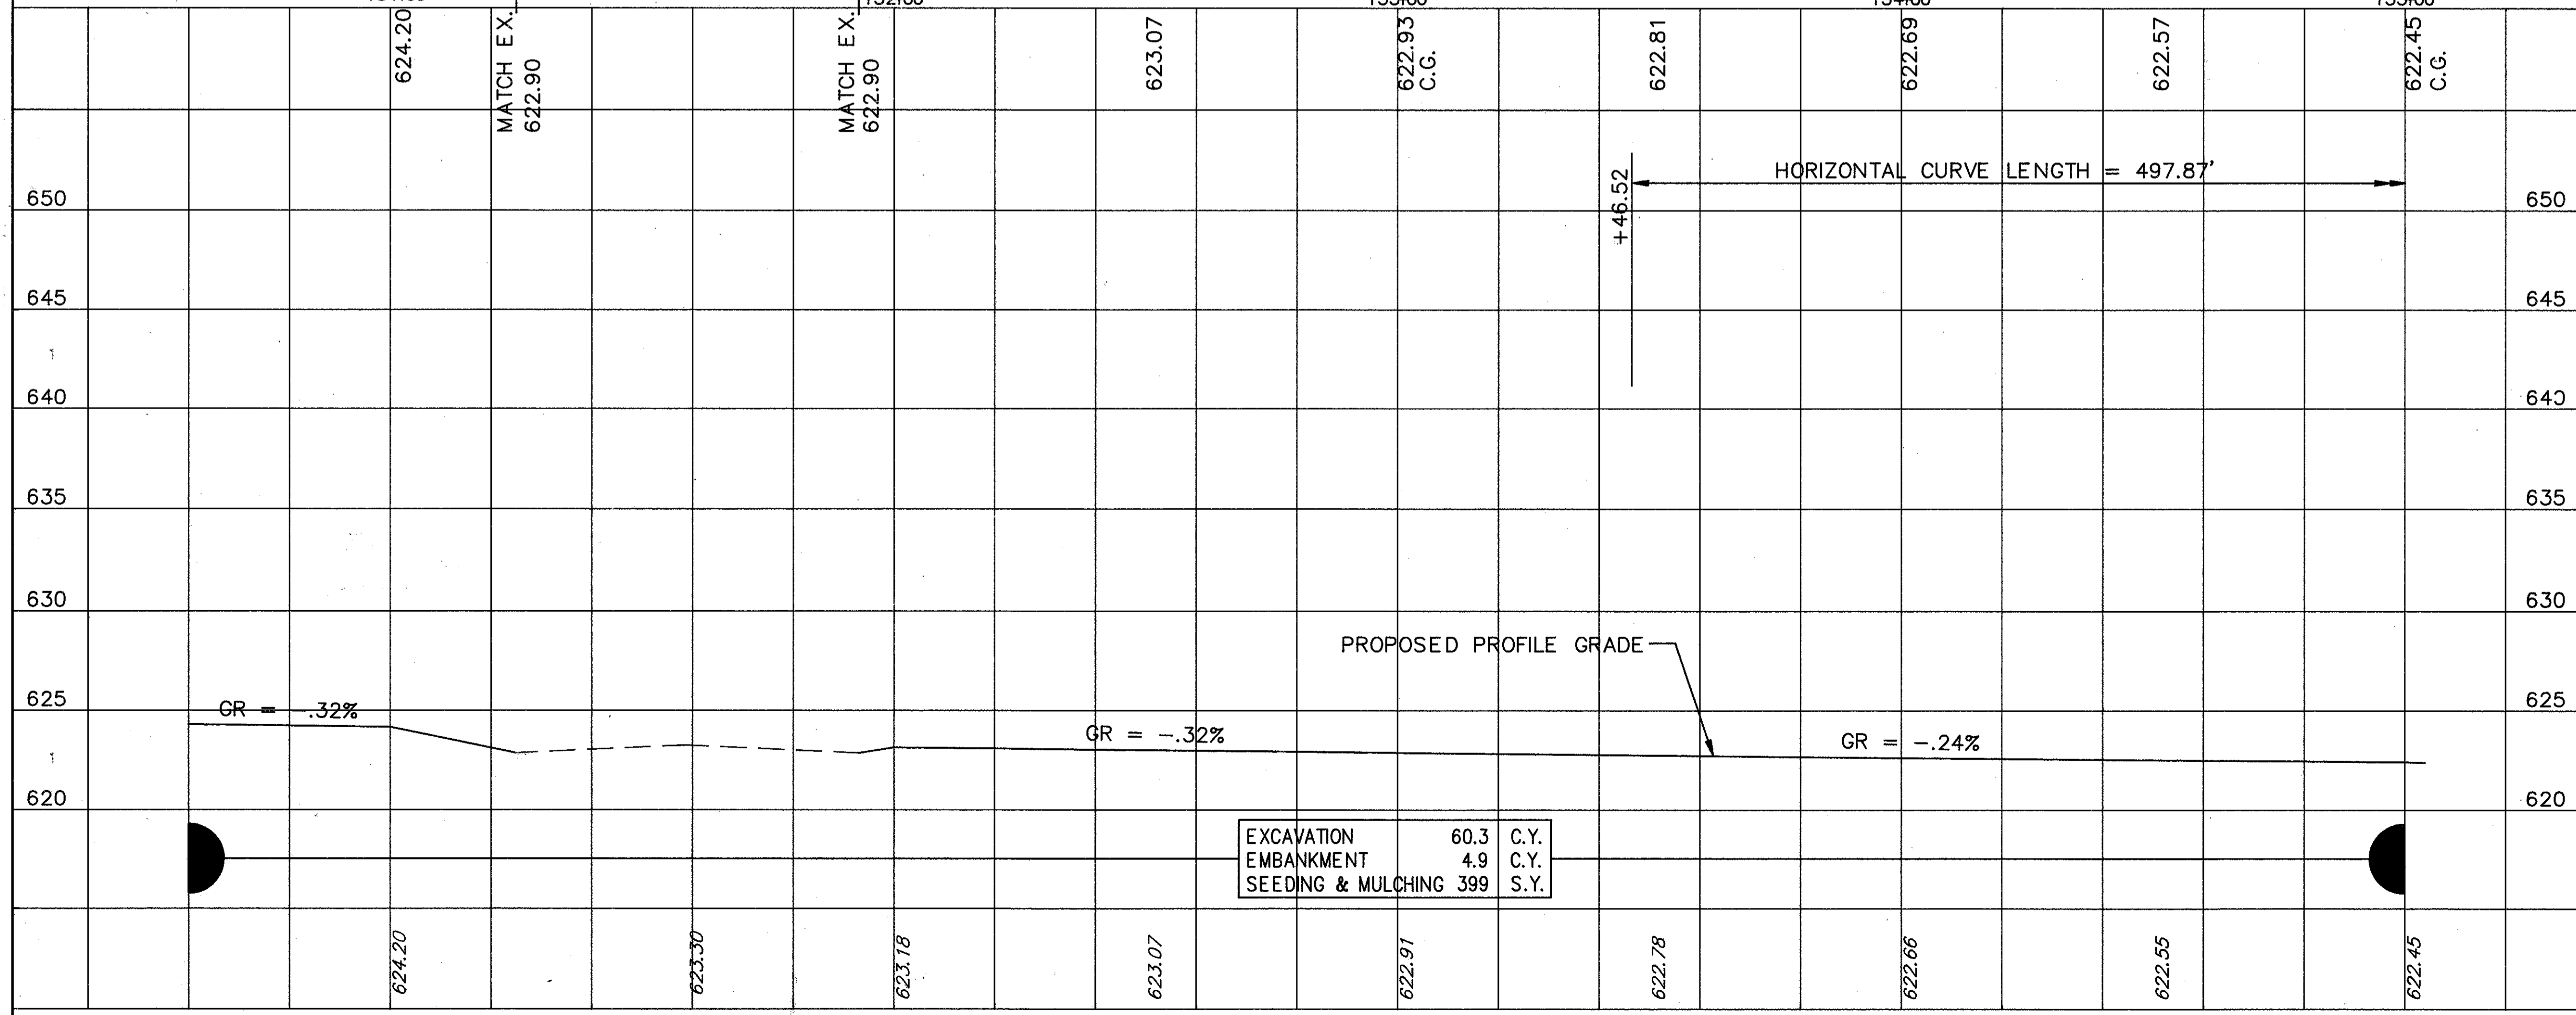 624.20
MATCH EX.
622.90
MATCH EX.
622.90
623.07
622.93
C.G.
622.81
622.69
622.57
622.45
C.G.
+46.52
HORIZONTAL CURVE LENGTH = 497.87'
650 650
645 645
640 640
635 635
630 630
PROPOSED PROFILE GRADE
625 625
GR = -.32%
GR = -.32%
GR = -.24%
620 620
EXCAVATION 60.3 C.Y.
EMBANKMENT 4.9 C.Y.
SEEDING & MULCHING 399 S.Y.
624.20
623.30
623.18
623.07
622.91
622.78
622.66
622.55
622.45